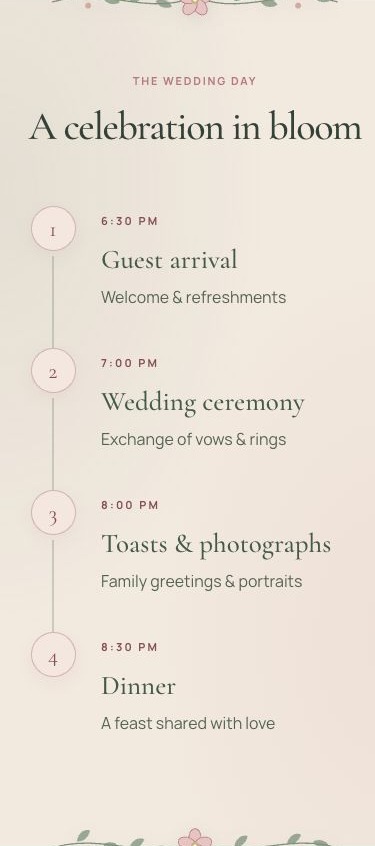 THE WEDDING DAY
A celebration in bloom
1
6:30 PM
Guest arrival
Welcome & refreshments
2
7:00 PM
Wedding ceremony
Exchange of vows & rings
3
8:00 PM
Toasts & photographs
Family greetings & portraits
4
8:30 PM
Dinner
A feast shared with love